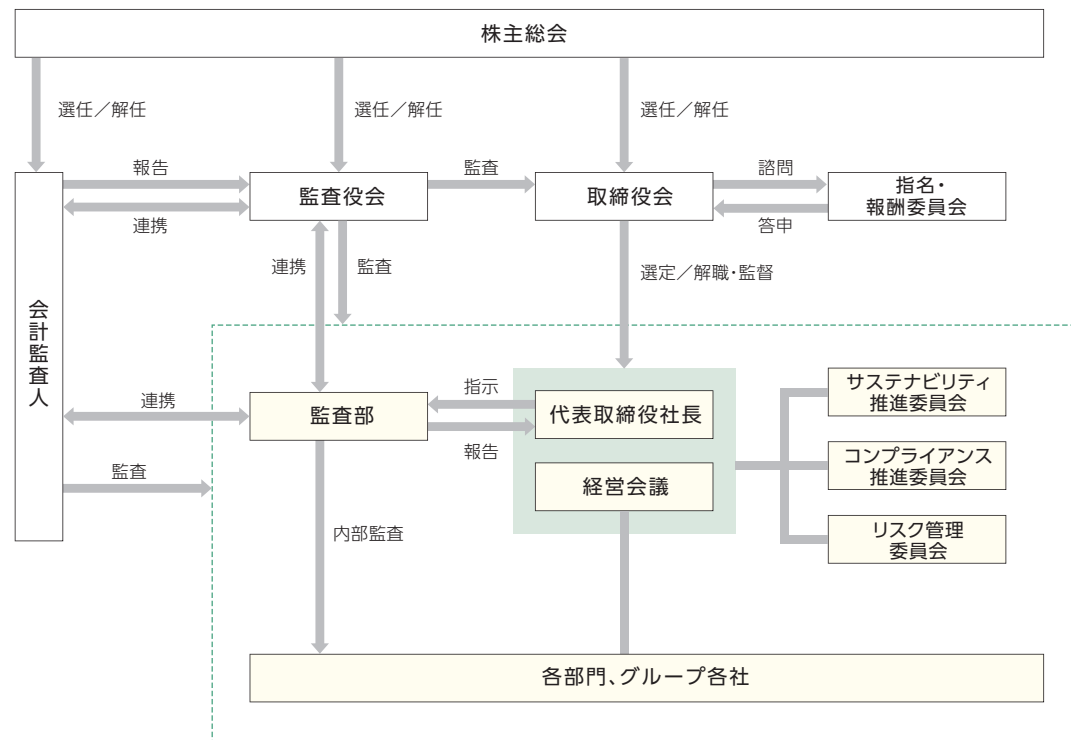 株主総会
選任／解任
選任／解任
選任／解任
報告
監査役会
監査
取締役会
諮問
指名・
報酬委員会
連携
答申
連携
監査
選定／解職・監督
会計監査人
連携
監査部
指示
報告
代表取締役社長
経営会議
サステナビリティ
推進委員会
コンプライアンス
推進委員会
リスク管理
委員会
監査
内部監査
各部門、グループ各社